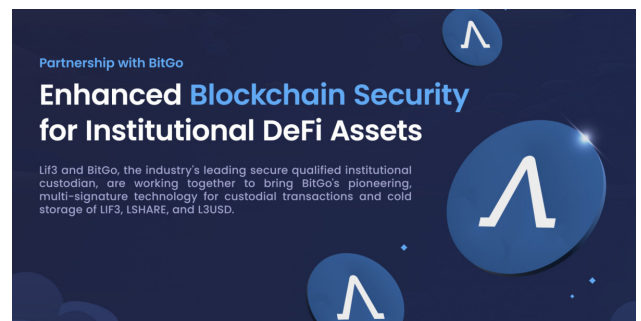 Partnership with BitGo
Enhanced Blockchain Security
for Institutional DeFi Assets
Lif3 and BitGo, the industry's leading secure qualified institutional
custodian, are working together to bring BitGo's pioneering,
multi-signature technology for custodial transactions and cold
storage of LIF3, LSHARE, and L3USD.